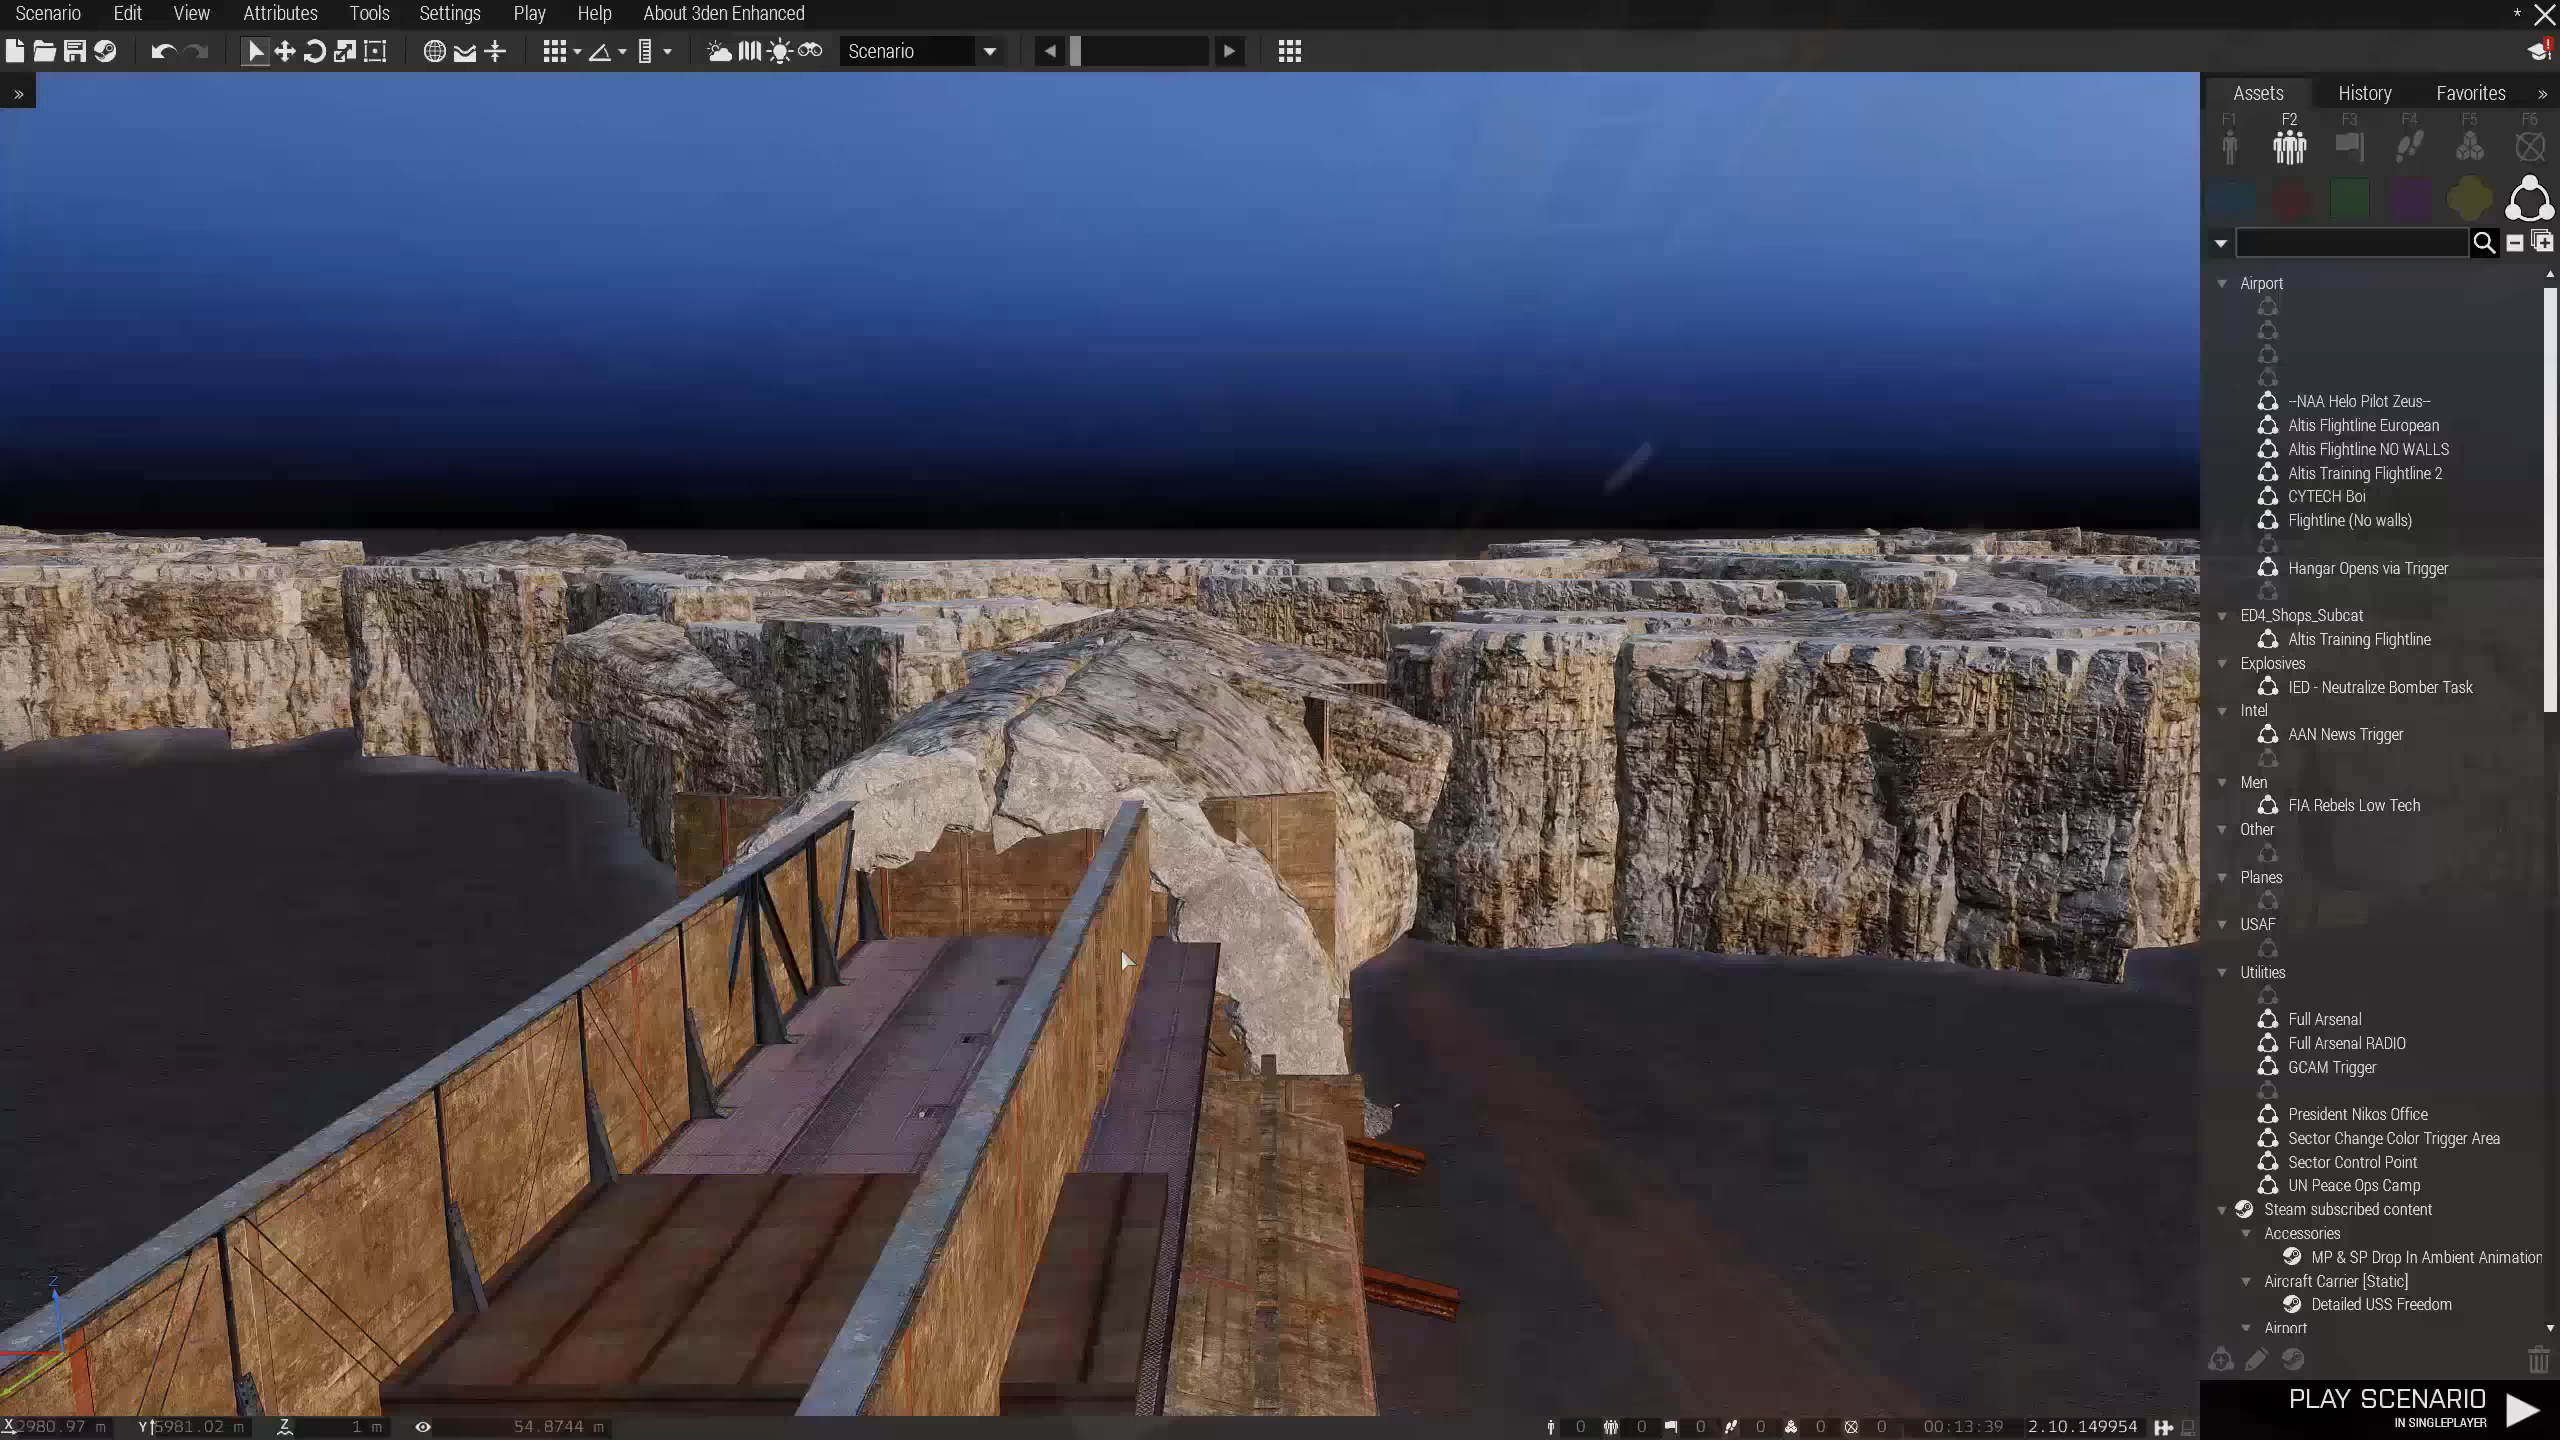 Scenario Edit View Attributes Tools Settings Play Help About 3den Enhanced *
Scenario
Assets History Favorites
F1 F2 F3 F4 F5 F6
Airport
--NAA Helo Pilot Zeus--
Altis Flightline European
Altis Flightline NO WALLS
Altis Training Flightline 2
CYTECH Boi
Flightline (No walls)
Hangar Opens via Trigger
ED4_Shops_Subcat
Altis Training Flightline
Explosives
IED - Neutralize Bomber Task
Intel
AAN News Trigger
Men
FIA Rebels Low Tech
Other
Planes
USAF
Utilities
Full Arsenal
Full Arsenal RADIO
GCAM Trigger
President Nikos Office
Sector Change Color Trigger Area
Sector Control Point
UN Peace Ops Camp
Steam subscribed content
Accessories
MP & SP Drop In Ambient Animation
Aircraft Carrier [Static]
Detailed USS Freedom
Airport
PLAY SCENARIO
IN SINGLEPLAYER
Z
X 2980.97 m Y 5981.02 m Z 1 m 54.8744 m 0 0 0 0 0 0 00:13:39 2.10.149954